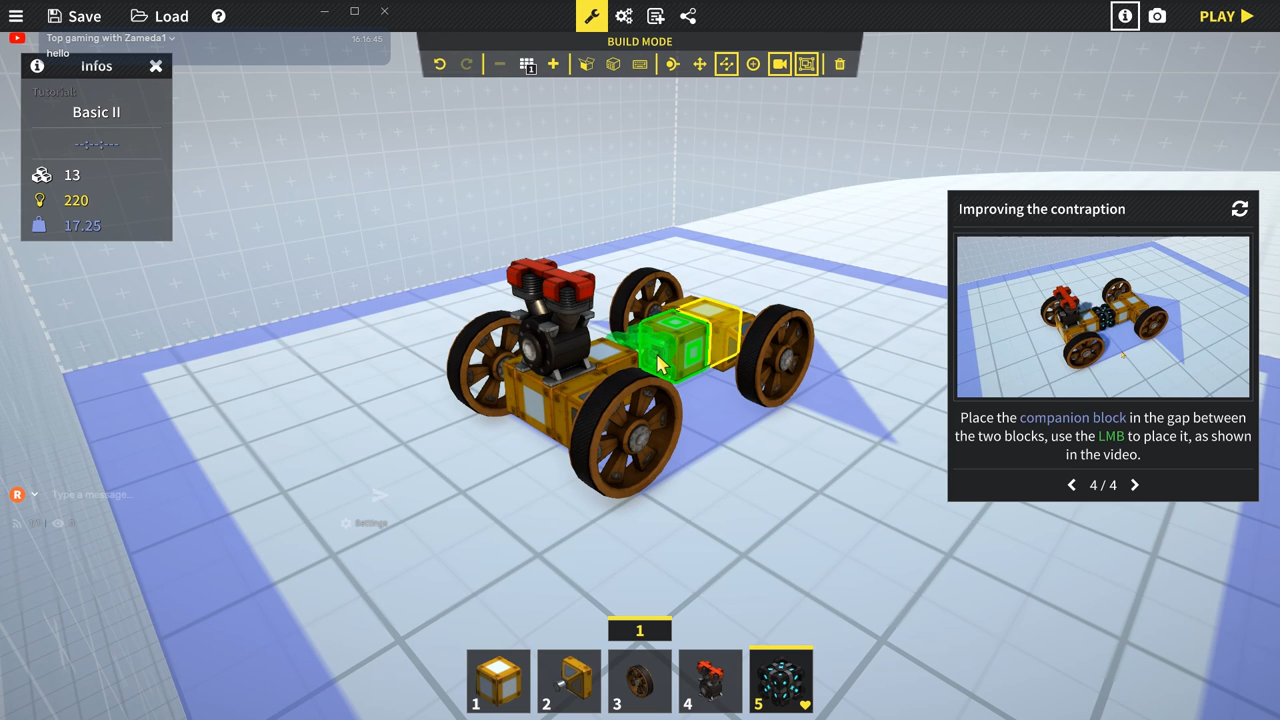 Save
Load
PLAY
Top gaming with Zameda1
16:16:45
hello
BUILD MODE
1
Infos
Tutorial:
Basic II
--:--:--
13
220
17.25
Improving the contraption
Place the companion block in the gap between
the two blocks, use the LMB to place it, as shown
in the video.
4 / 4
R
Type a message...
Settings
1
1
2
3
4
5